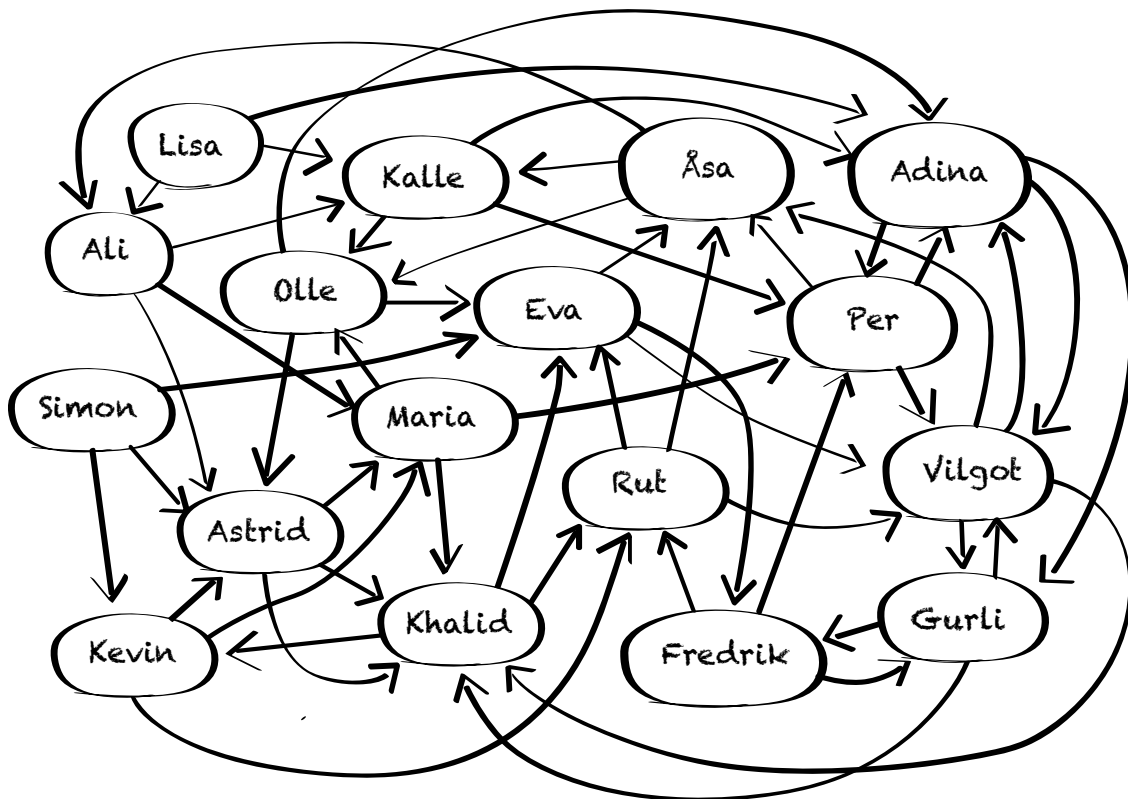 Lisa
Kalle
Åsa
Adina
Ali
Olle
Eva
Per
Simon
Maria
Rut
Vilgot
Astrid
Kevin
Khalid
Fredrik
Gurli